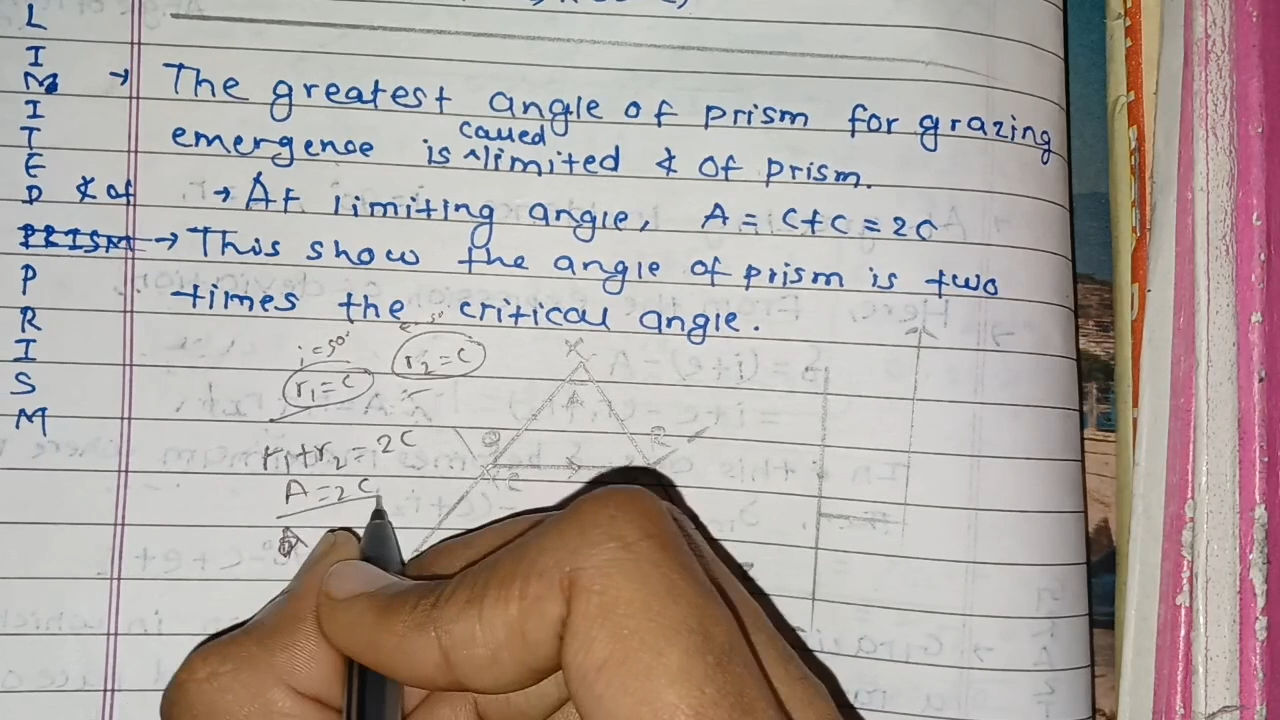 LIMITED ∠ of PRISM
→ The greatest angle of prism for grazing
called
emergence is ^limited ∠ of prism.
→ At limiting angle, A = C+C = 2C
→ This show the angle of prism is two
times the critical angle.
r₂ = C
r₁ = C
r₁+r₂ = 2C
A = 2C
A
Q
R
C